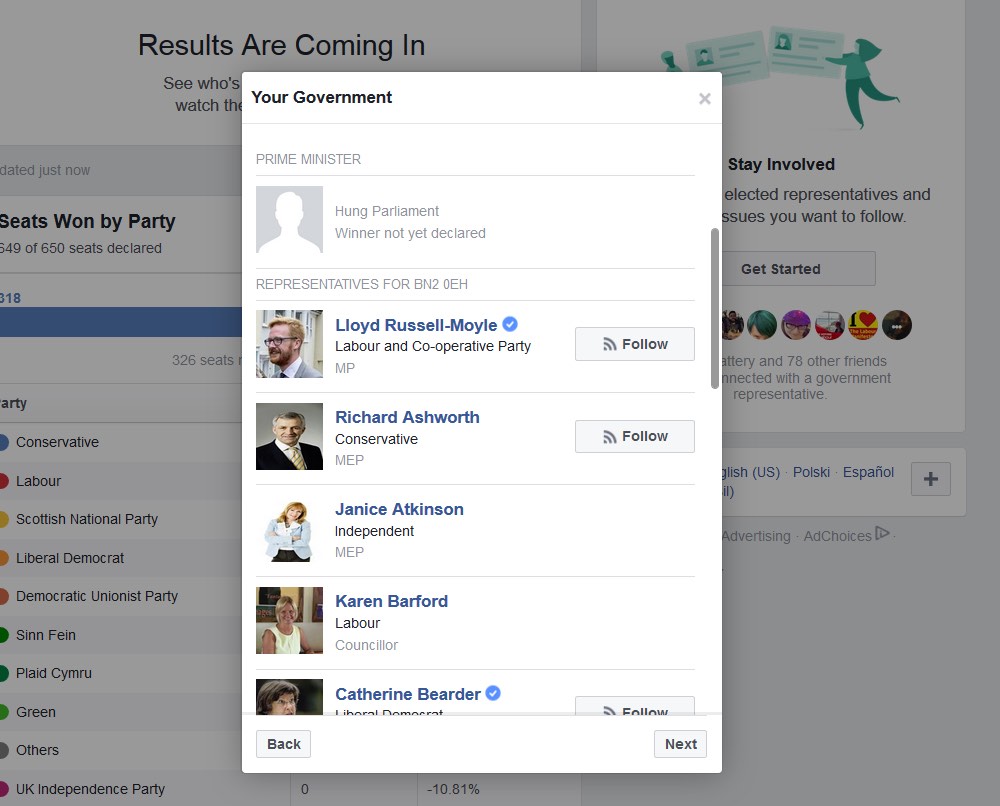 Results Are Coming In
See who's
watch the
Your Government
PRIME MINISTER
Hung Parliament
Winner not yet declared
REPRESENTATIVES FOR BN2 0EH
Lloyd Russell-Moyle
Labour and Co-operative Party
MP
Follow
Richard Ashworth
Conservative
MEP
Follow
Janice Atkinson
Independent
MEP
Karen Barford
Labour
Councillor
Catherine Bearder
Liberal Democrat
Follow
Back
Next
dated just now
Seats Won by Party
649 of 650 seats declared
318
326 seats
arty
Conservative
Labour
Scottish National Party
Liberal Democrat
Democratic Unionist Party
Sinn Fein
Plaid Cymru
Green
Others
UK Independence Party 0 -10.81%
Stay Involved
elected representatives and
ssues you want to follow.
Get Started
attery and 78 other friends
nnected with a government
representative.
glish (US) · Polski · Español
il)
Advertising · AdChoices ·